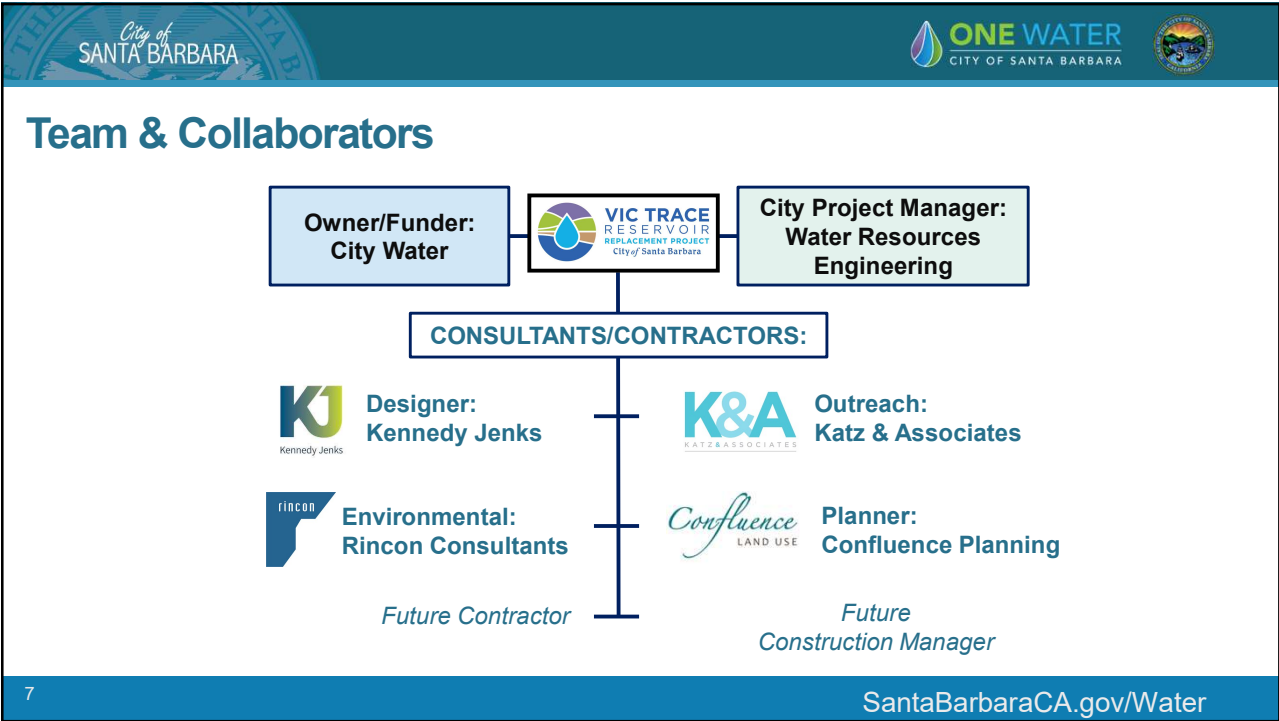 City of
SANTA BARBARA
ONE WATER
CITY OF SANTA BARBARA
Team & Collaborators
Owner/Funder:
City Water
VIC TRACE
RESERVOIR
REPLACEMENT PROJECT
City of Santa Barbara
City Project Manager:
Water Resources
Engineering
CONSULTANTS/CONTRACTORS:
KJ
Kennedy Jenks
Designer:
Kennedy Jenks
K&A
KATZ&ASSOCIATES
Outreach:
Katz & Associates
rincon
Environmental:
Rincon Consultants
Confluence
LAND USE
Planner:
Confluence Planning
Future Contractor
Future
Construction Manager
7
SantaBarbaraCA.gov/Water